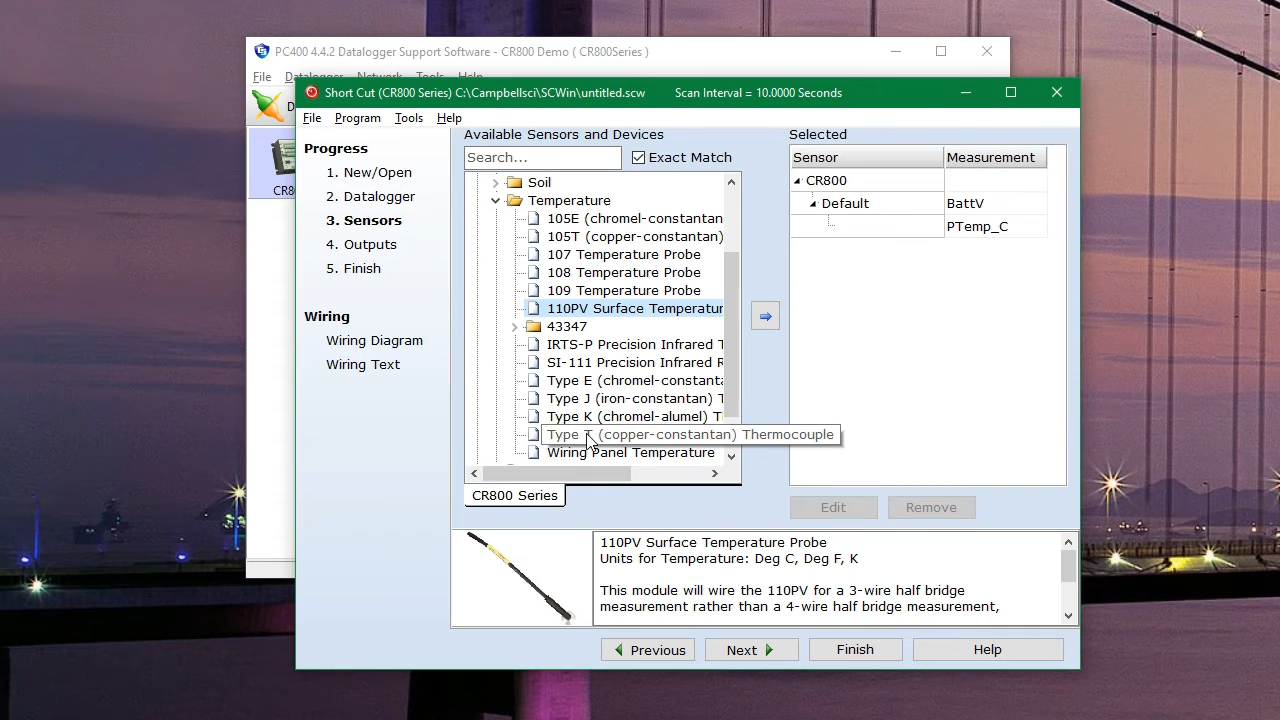 PC400 4.4.2 Datalogger Support Software - CR800 Demo ( CR800Series )
File Datalogger Network Tools Help
D
CR80
Short Cut (CR800 Series) C:\Campbellsci\SCWin\untitled.scw Scan Interval = 10.0000 Seconds
File Program Tools Help
Progress
1. New/Open
2. Datalogger
3. Sensors
4. Outputs
5. Finish
Wiring
Wiring Diagram
Wiring Text
Available Sensors and Devices
Search...
Exact Match
Soil
Temperature
105E (chromel-constantan
105T (copper-constantan)
107 Temperature Probe
108 Temperature Probe
109 Temperature Probe
110PV Surface Temperatur
43347
IRTS-P Precision Infrared T
SI-111 Precision Infrared R
Type E (chromel-constanta
Type J (iron-constantan) T
Type K (chromel-alumel) T
Type T (copper-constantan) Thermocouple
Wiring Panel Temperature
CR800 Series
Selected
Sensor Measurement
CR800
Default BattV
PTemp_C
Edit Remove
110PV Surface Temperature Probe
Units for Temperature: Deg C, Deg F, K
This module will wire the 110PV for a 3-wire half bridge
measurement rather than a 4-wire half bridge measurement,
Previous Next Finish Help